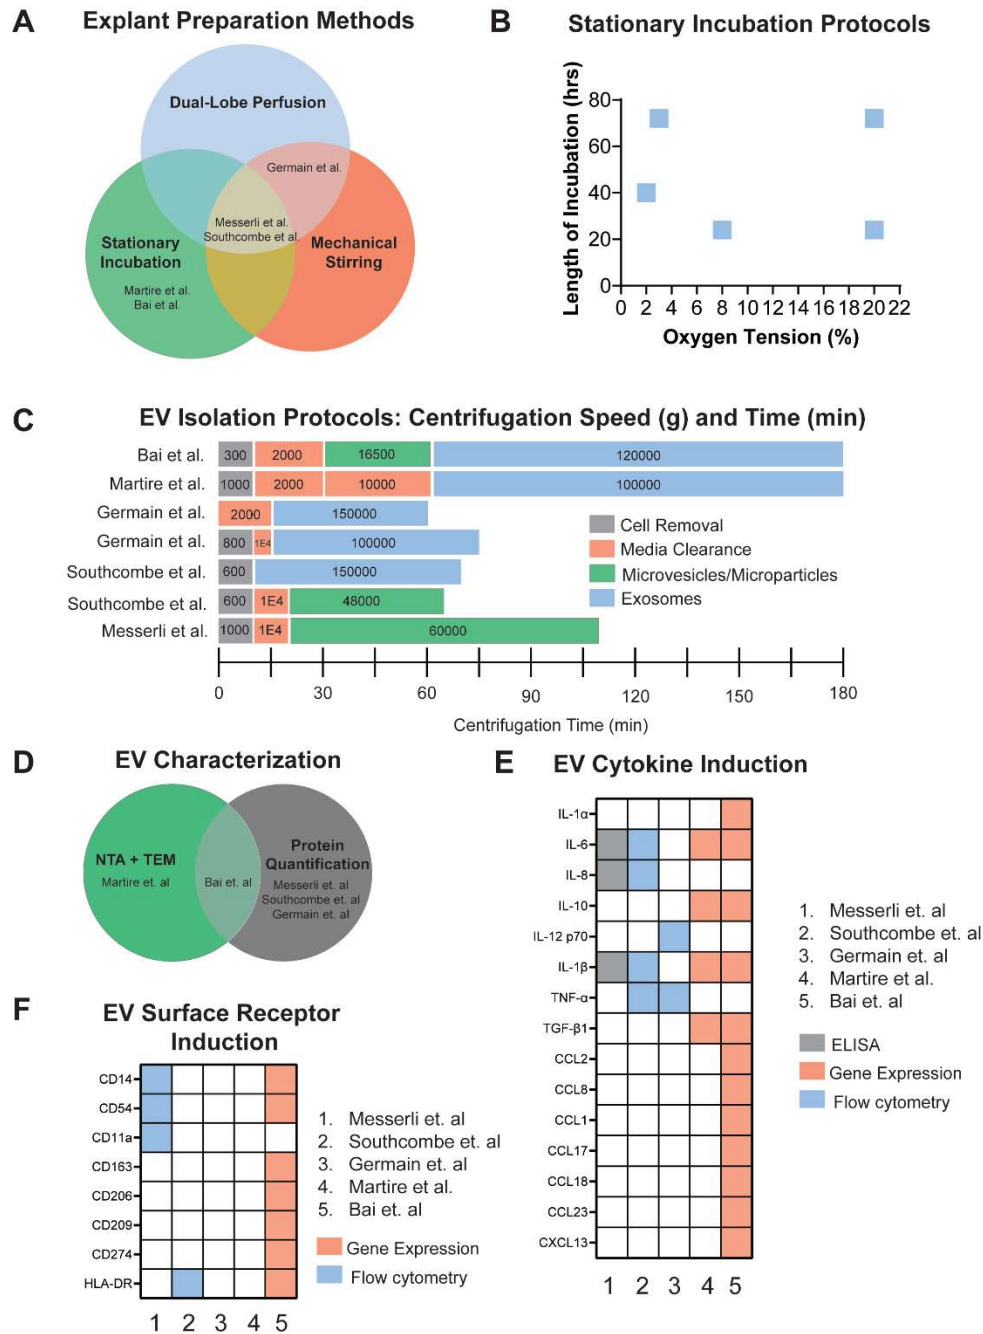 A
Explant Preparation Methods
Dual-Lobe Perfusion
Germain et al.
Messerli et al.
Southcombe et al.
Stationary
Incubation
Mechanical
Stirring
Martire et al.
Bai et al.
B
Stationary Incubation Protocols
Length of Incubation (hrs)
80
60
40
20
0
0 2 4 6 8 10 12 14 16 18 20 22
Oxygen Tension (%)
C
EV Isolation Protocols: Centrifugation Speed (g) and Time (min)
Bai et al. 300 2000 16500 120000
Martire et al. 1000 2000 10000 100000
Germain et al. 2000 150000
Germain et al. 800 1E4 100000
Southcombe et al. 600 150000
Southcombe et al. 600 1E4 48000
Messerli et al. 1000 1E4 60000
Cell Removal
Media Clearance
Microvesicles/Microparticles
Exosomes
0 30 60 90 120 150 180
Centrifugation Time (min)
D
EV Characterization
NTA + TEM
Martire et. al
Bai et. al
Protein
Quantification
Messerli et. al
Southcombe et. al
Germain et. al
E
EV Cytokine Induction
IL-1α
IL-6
IL-8
IL-10
IL-12 p70
IL-1β
TNF-α
TGF-β1
CCL2
CCL8
CCL1
CCL17
CCL18
CCL23
CXCL13
1 2 3 4 5
1. Messerli et. al
2. Southcombe et. al
3. Germain et. al
4. Martire et al.
5. Bai et. al
ELISA
Gene Expression
Flow cytometry
F
EV Surface Receptor
Induction
CD14
CD54
CD11a
CD163
CD206
CD209
CD274
HLA-DR
1 2 3 4 5
1. Messerli et. al
2. Southcombe et. al
3. Germain et. al
4. Martire et al.
5. Bai et. al
Gene Expression
Flow cytometry